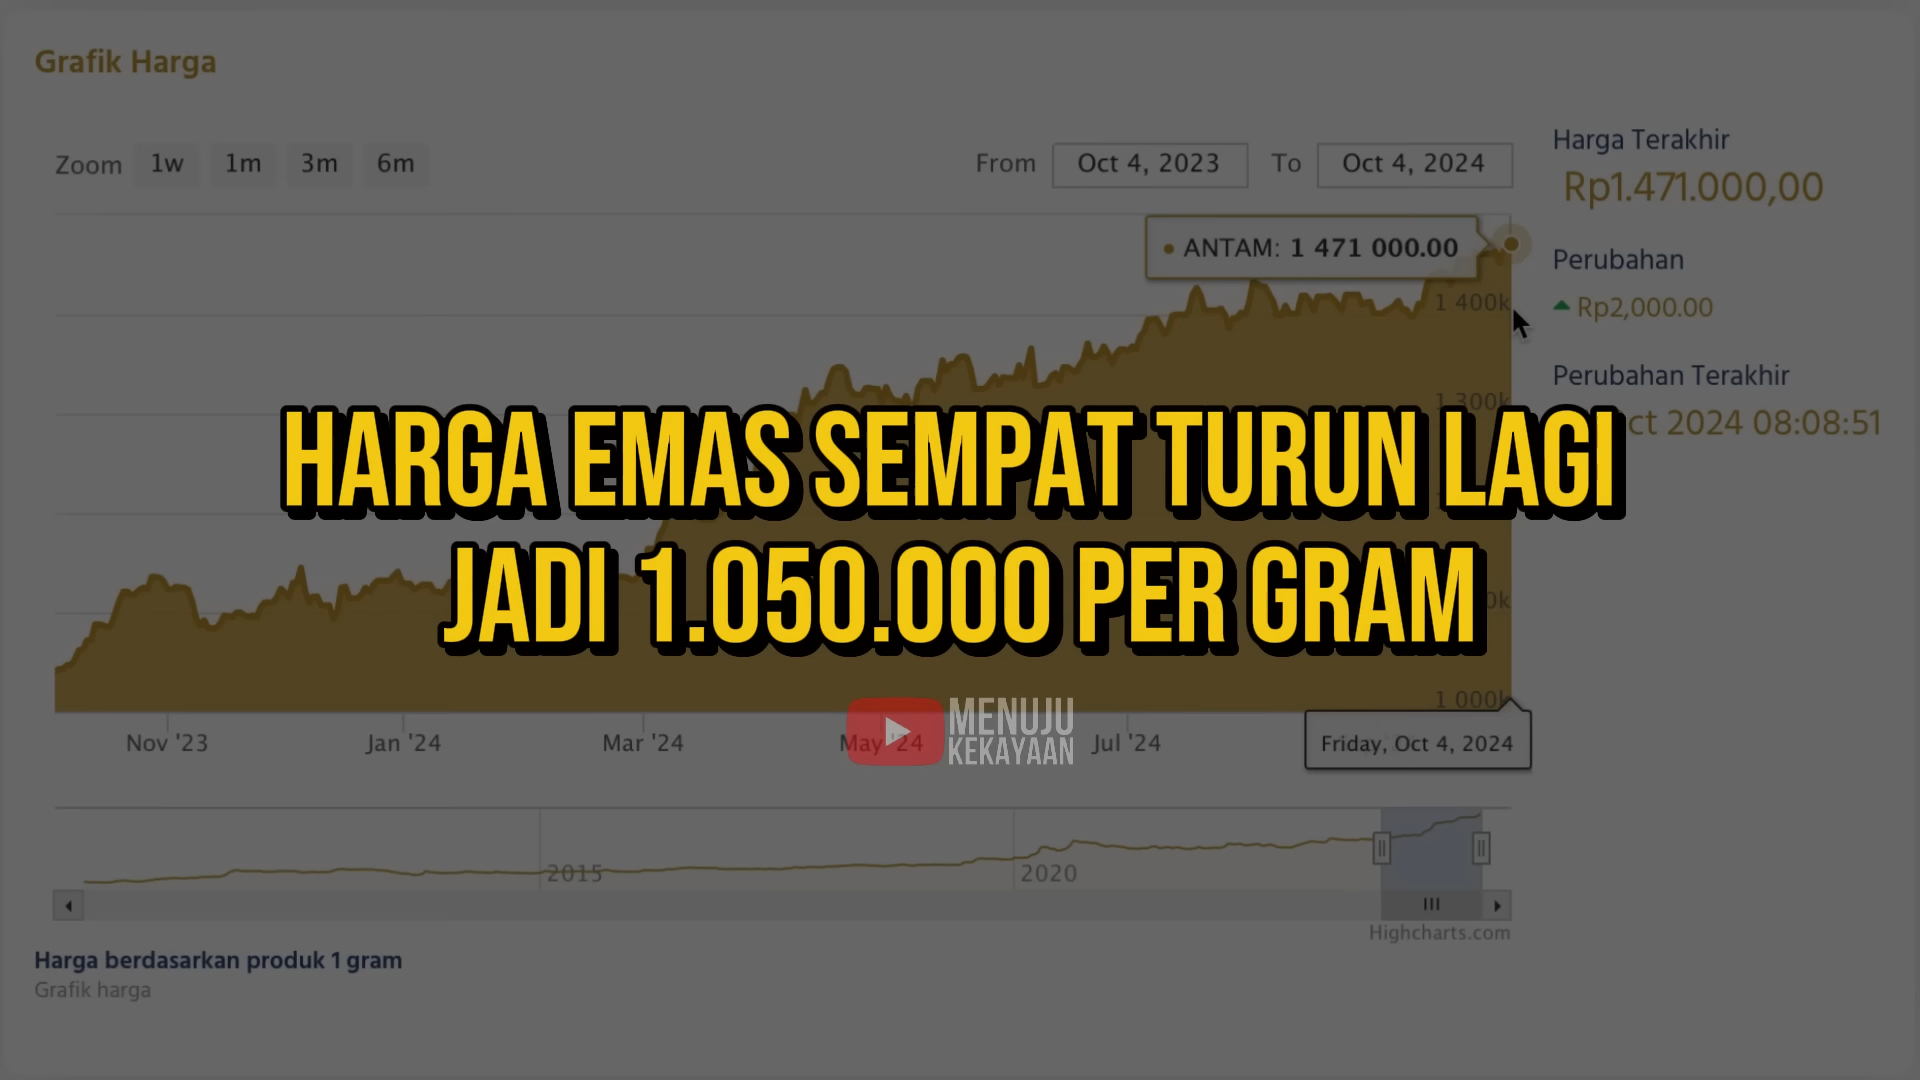 Grafik Harga
Zoom 1w 1m 3m 6m
From Oct 4, 2023 To Oct 4, 2024
Harga Terakhir
Rp1.471.000,00
ANTAM: 1 471 000.00
Perubahan
Rp2,000.00
1 400k
Perubahan Terakhir
1 300k
ct 2024 08:08:51
HARGA EMAS SEMPAT TURUN LAGI
JADI 1.050.000 PER GRAM
0k
1 000k
MENUJU
KEKAYAAN
Nov '23 Jan '24 Mar '24 May '24 Jul '24 Friday, Oct 4, 2024
2015 2020
Highcharts.com
Harga berdasarkan produk 1 gram
Grafik harga